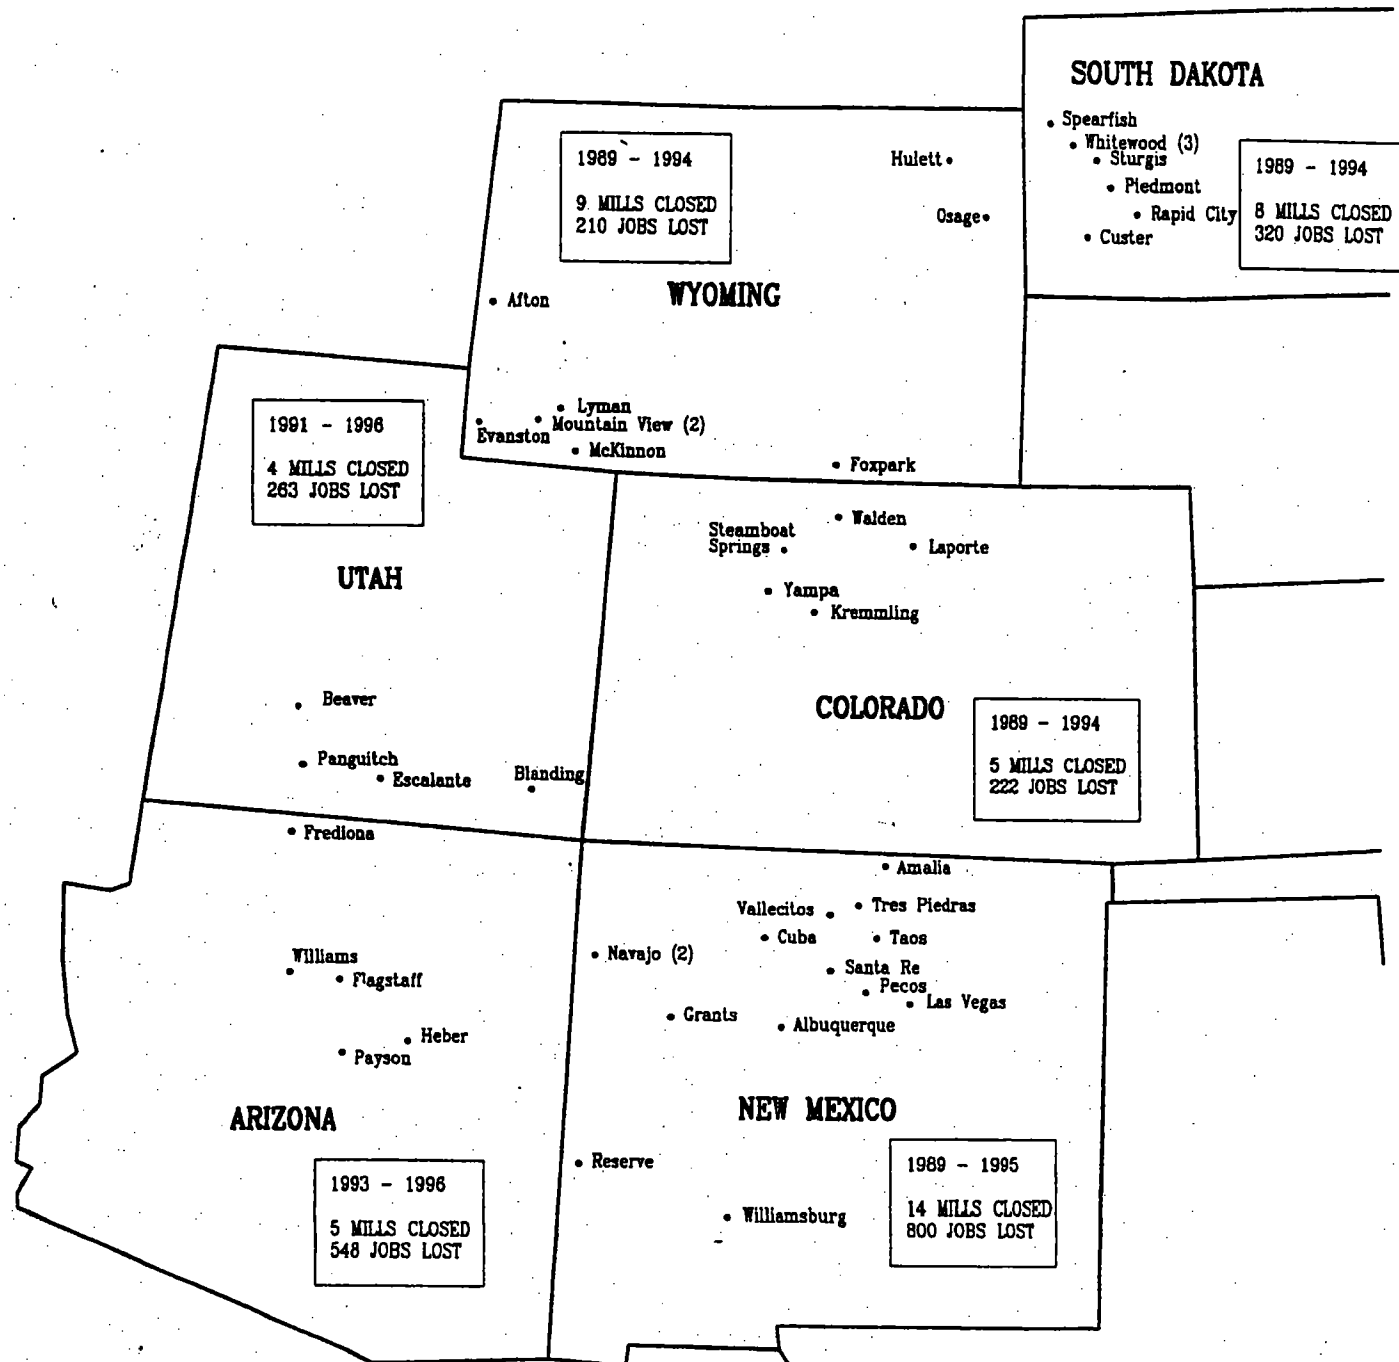 SOUTH DAKOTA
Spearfish
Whitewood (3)
Sturgis
Piedmont
Rapid City
Custer
1989 - 1994
8 MILLS CLOSED
320 JOBS LOST
1989 - 1994
9 MILLS CLOSED
210 JOBS LOST
Hulett
Osage
WYOMING
Afton
Lyman
Mountain View (2)
Evanston
McKinnon
Foxpark
1991 - 1996
4 MILLS CLOSED
263 JOBS LOST
UTAH
Beaver
Panguitch
Escalante
Blanding
Walden
Steamboat
Springs
Laporte
Yampa
Kremmling
COLORADO
1989 - 1994
5 MILLS CLOSED
222 JOBS LOST
Frediona
Williams
Flagstaff
Heber
Payson
ARIZONA
1993 - 1996
5 MILLS CLOSED
548 JOBS LOST
Amalia
Vallecitos
Tres Piedras
Cuba
Taos
Navajo (2)
Santa Re
Pecos
Las Vegas
Grants
Albuquerque
NEW MEXICO
Reserve
Williamsburg
1989 - 1995
14 MILLS CLOSED
800 JOBS LOST